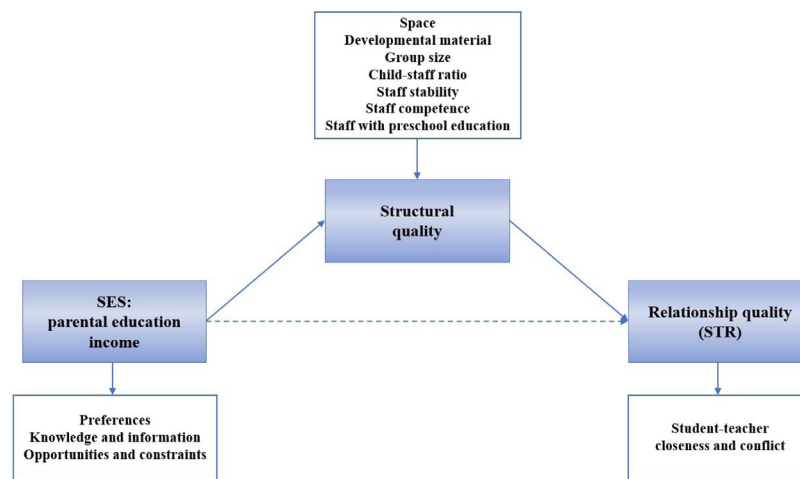 Space
Developmental material
Group size
Child-staff ratio
Staff stability
Staff competence
Staff with preschool education
Structural
quality
SES:
parental education
income
Relationship quality
(STR)
Preferences
Knowledge and information
Opportunities and constraints
Student-teacher
closeness and conflict